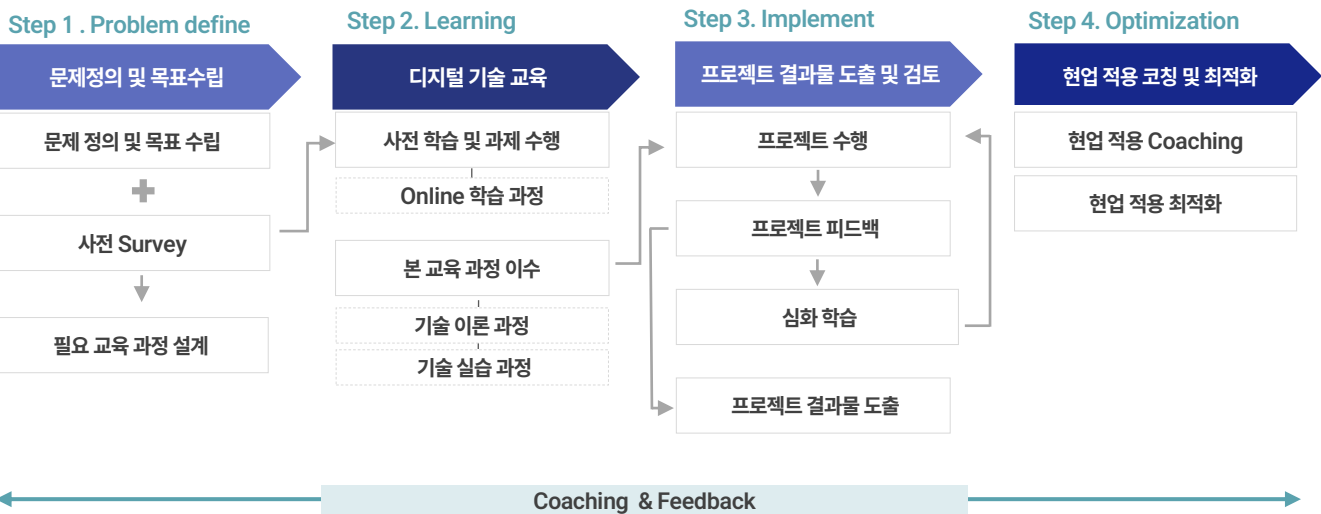 Step 1 . Problem define
문제정의 및 목표수립
문제 정의 및 목표 수립
사전 Survey
필요 교육 과정 설계
Step 2. Learning
디지털 기술 교육
사전 학습 및 과제 수행
Online 학습 과정
본 교육 과정 이수
기술 이론 과정
기술 실습 과정
Step 3. Implement
프로젝트 결과물 도출 및 검토
프로젝트 수행
프로젝트 피드백
심화 학습
프로젝트 결과물 도출
Step 4. Optimization
현업 적용 코칭 및 최적화
현업 적용 Coaching
현업 적용 최적화
Coaching & Feedback